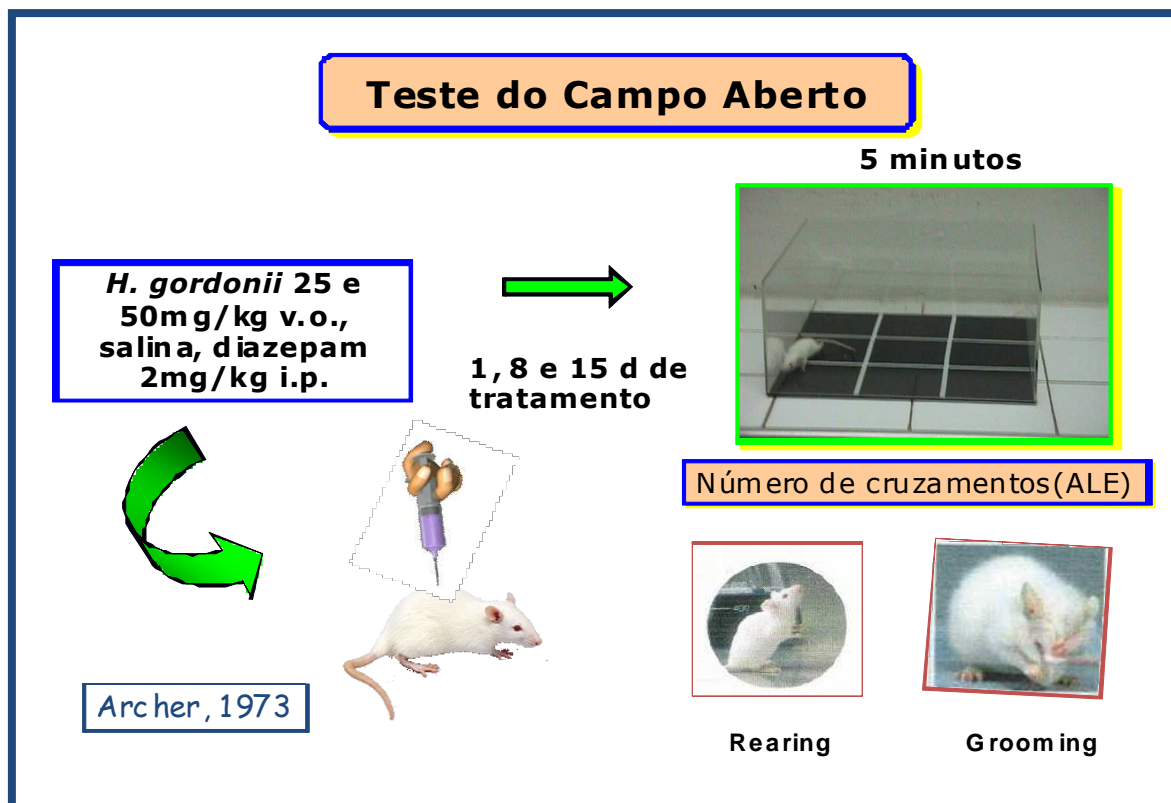 Teste do Campo Aberto
5 minutos
H. gordonii 25 e
50mg/kg v.o.,
salina, diazepam
2mg/kg i.p.
1, 8 e 15 d de
tratamento
Número de cruzamentos(ALE)
Archer, 1973
Rearing
Grooming